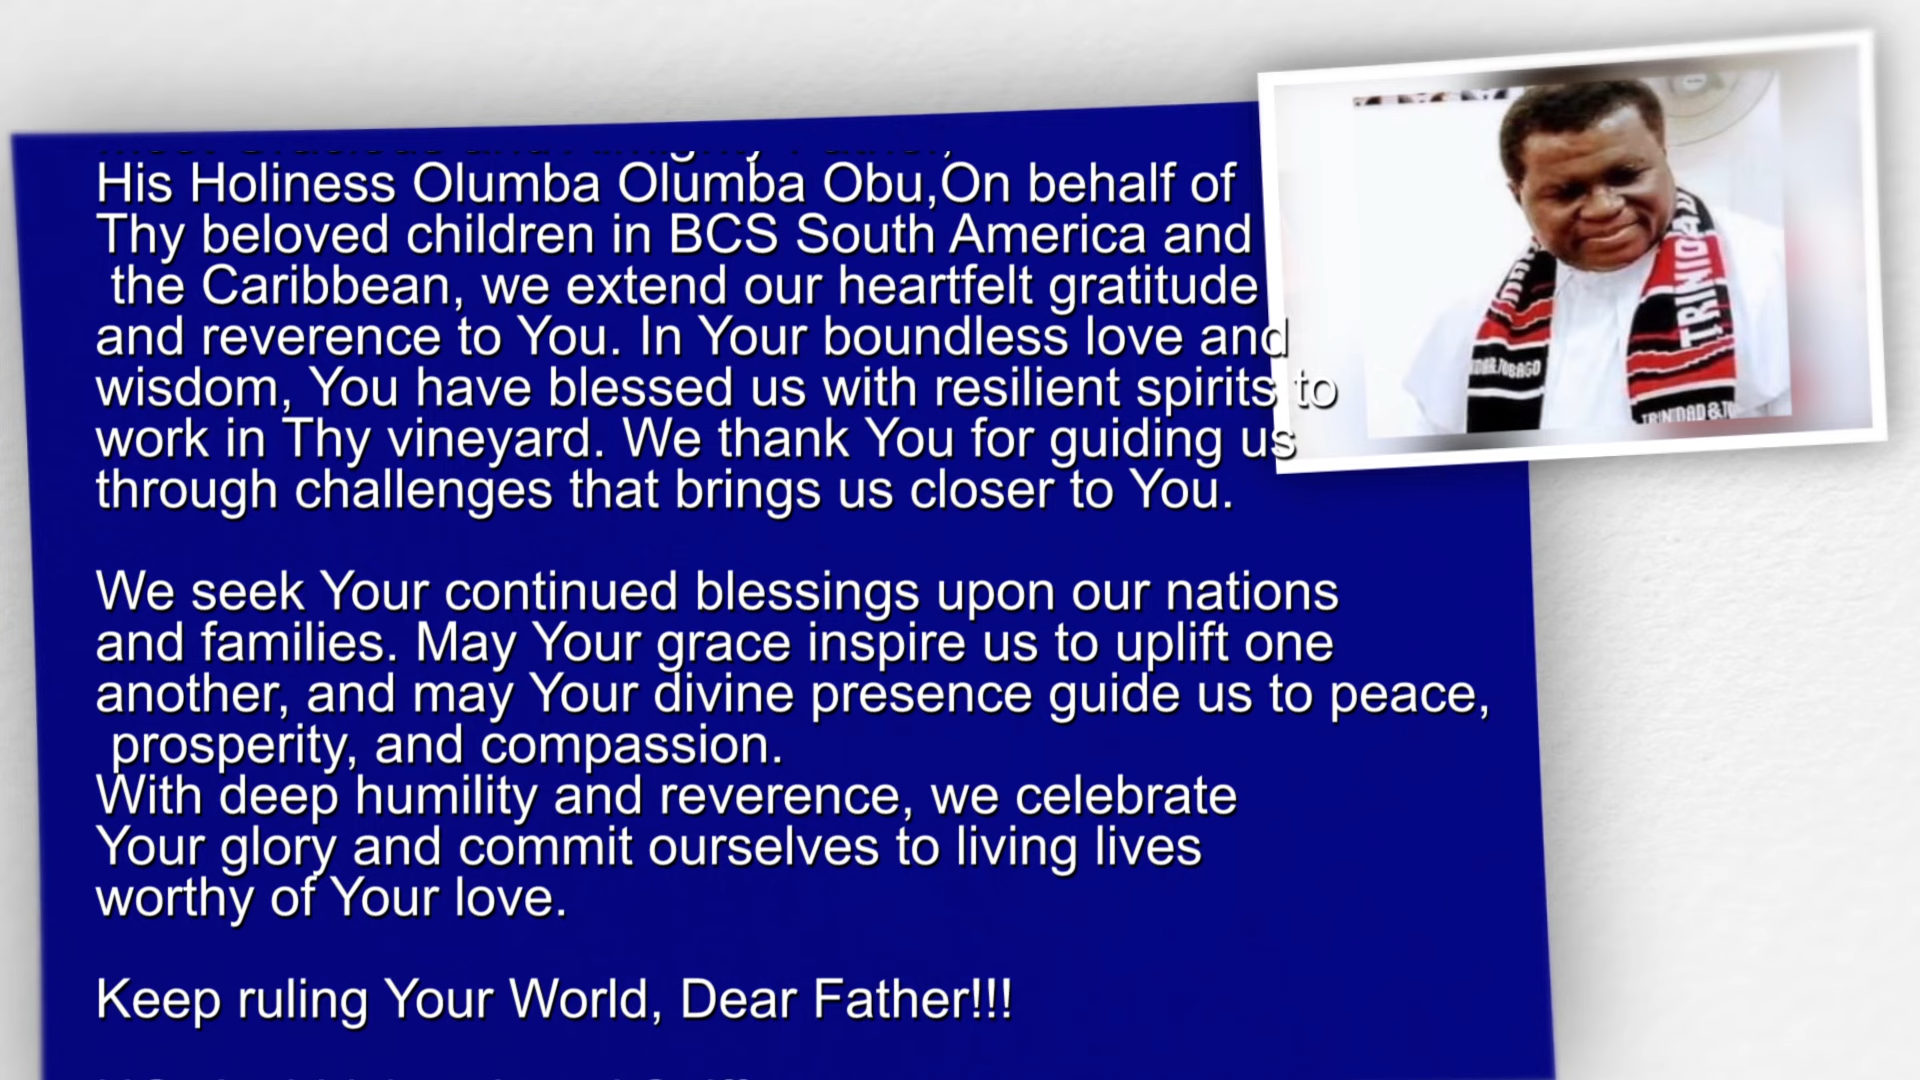 His Holiness Olumba Olumba Obu,On behalf of
Thy beloved children in BCS South America and
the Caribbean, we extend our heartfelt gratitude
and reverence to You. In Your boundless love and
wisdom, You have blessed us with resilient spirits to
work in Thy vineyard. We thank You for guiding us
through challenges that brings us closer to You.
We seek Your continued blessings upon our nations
and families. May Your grace inspire us to uplift one
another, and may Your divine presence guide us to peace,
prosperity, and compassion.
With deep humility and reverence, we celebrate
Your glory and commit ourselves to living lives
worthy of Your love.
Keep ruling Your World, Dear Father!!!
TRINIDAD
TOBAGO
TRINIDAD &